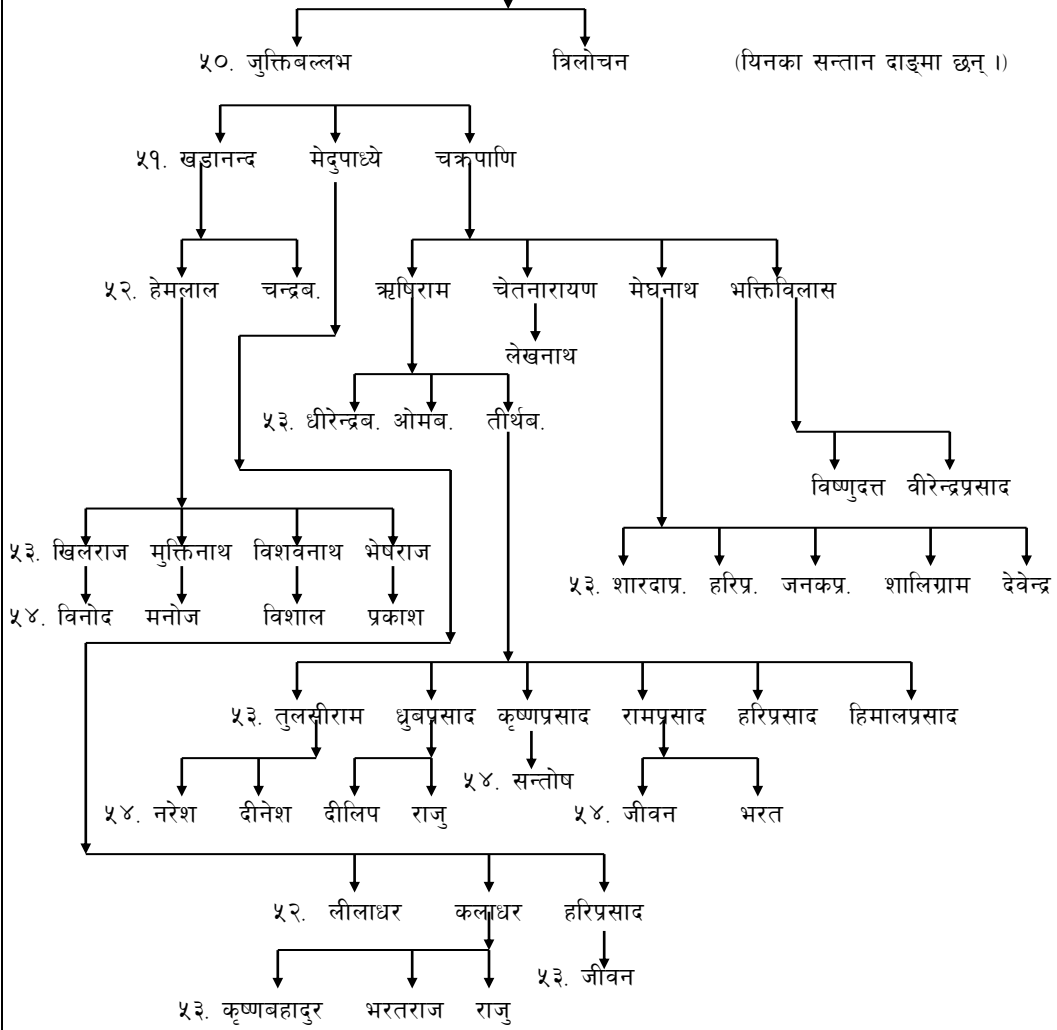 ५०. जुक्तिबल्लभ त्रिलोचन (यिनका सन्तान दाङ्मा छन् ।)
५१. खडानन्द मेदुपाध्ये चक्रपाणि
५२. हेमलाल चन्द्रब. ऋषिराम चेतनारायण मेघनाथ भक्तिविलास
लेखनाथ
५३. धीरेन्द्रब. ओमब. तीर्थब.
विष्णुदत्त वीरेन्द्रप्रसाद
५३. खिलराज मुक्तिनाथ विशवनाथ भेषराज
५३. शारदाप्र. हरिप्र. जनकप्र. शालिग्राम देवेन्द्र
५४. विनोद मनोज विशाल प्रकाश
५३. तुलसीराम ध्रुबप्रसाद कृष्णप्रसाद रामप्रसाद हरिप्रसाद हिमालप्रसाद
५४. सन्तोष
५४. नरेश दीनेश दीलिप राजु ५४. जीवन भरत
५२. लीलाधर कलाधर हरिप्रसाद
५३. जीवन
५३. कृष्णबहादुर भरतराज राजु